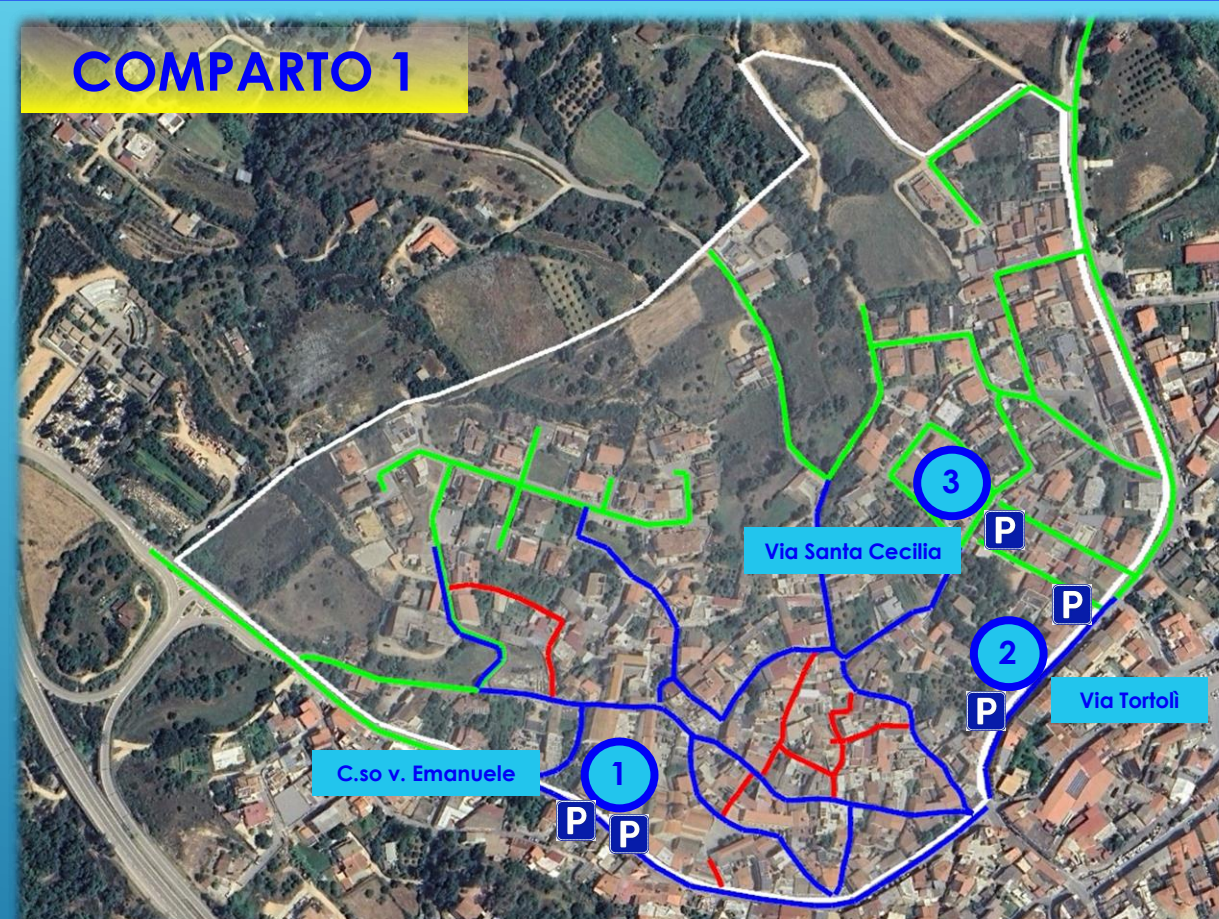 COMPARTO 1
3
P
Via Santa Cecilia
P
2
P
Via Tortolì
C.so v. Emanuele
1
P
P